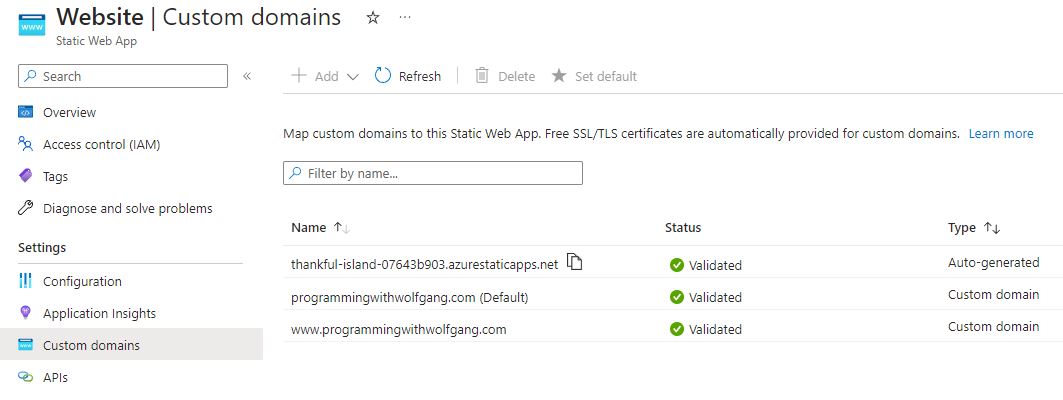 Website | Custom domains ☆ ···
Static Web App
Search «
+ Add Refresh Delete Set default
Overview
Access control (IAM)
Tags
Diagnose and solve problems
Settings
Configuration
Application Insights
Custom domains
APIs
Map custom domains to this Static Web App. Free SSL/TLS certificates are automatically provided for custom domains. Learn more
Filter by name...
Name ↑↓ Status Type ↑↓
thankful-island-07643b903.azurestaticapps.net Validated Auto-generated
programmingwithwolfgang.com (Default) Validated Custom domain
www.programmingwithwolfgang.com Validated Custom domain